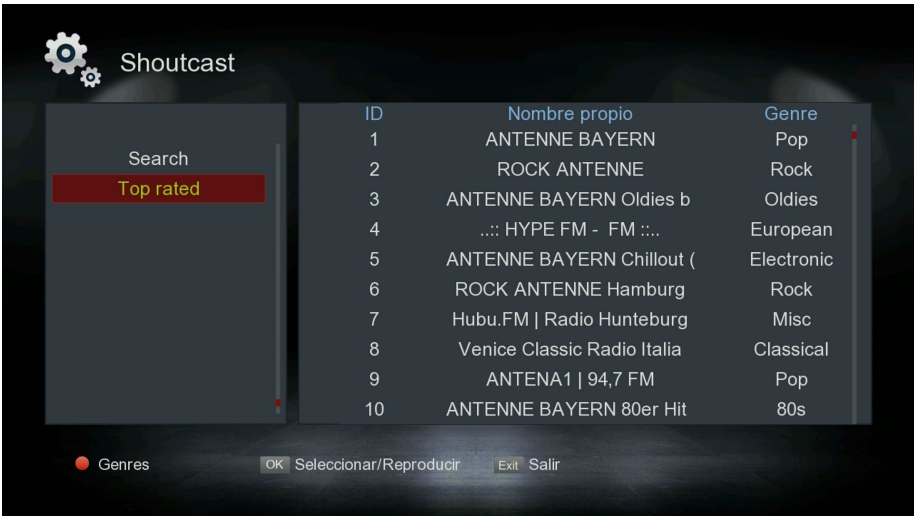 Shoutcast
Search
Top rated
ID Nombre propio Genre
1 ANTENNE BAYERN Pop
2 ROCK ANTENNE Rock
3 ANTENNE BAYERN Oldies b Oldies
4 ..:: HYPE FM - FM ::.. European
5 ANTENNE BAYERN Chillout ( Electronic
6 ROCK ANTENNE Hamburg Rock
7 Hubu.FM | Radio Hunteburg Misc
8 Venice Classic Radio Italia Classical
9 ANTENA1 | 94,7 FM Pop
10 ANTENNE BAYERN 80er Hit 80s
Genres OK Seleccionar/Reproducir Exit Salir